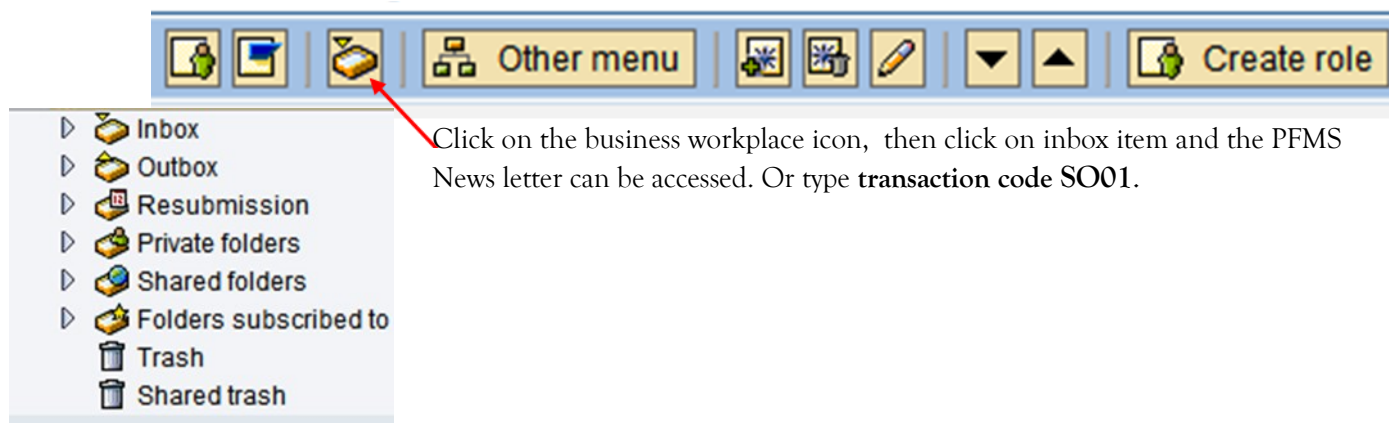 Other menu
Create role
Click on the business workplace icon, then click on inbox item and the PFMS
News letter can be accessed. Or type transaction code SO01.
Inbox
Outbox
Resubmission
Private folders
Shared folders
Folders subscribed to
Trash
Shared trash